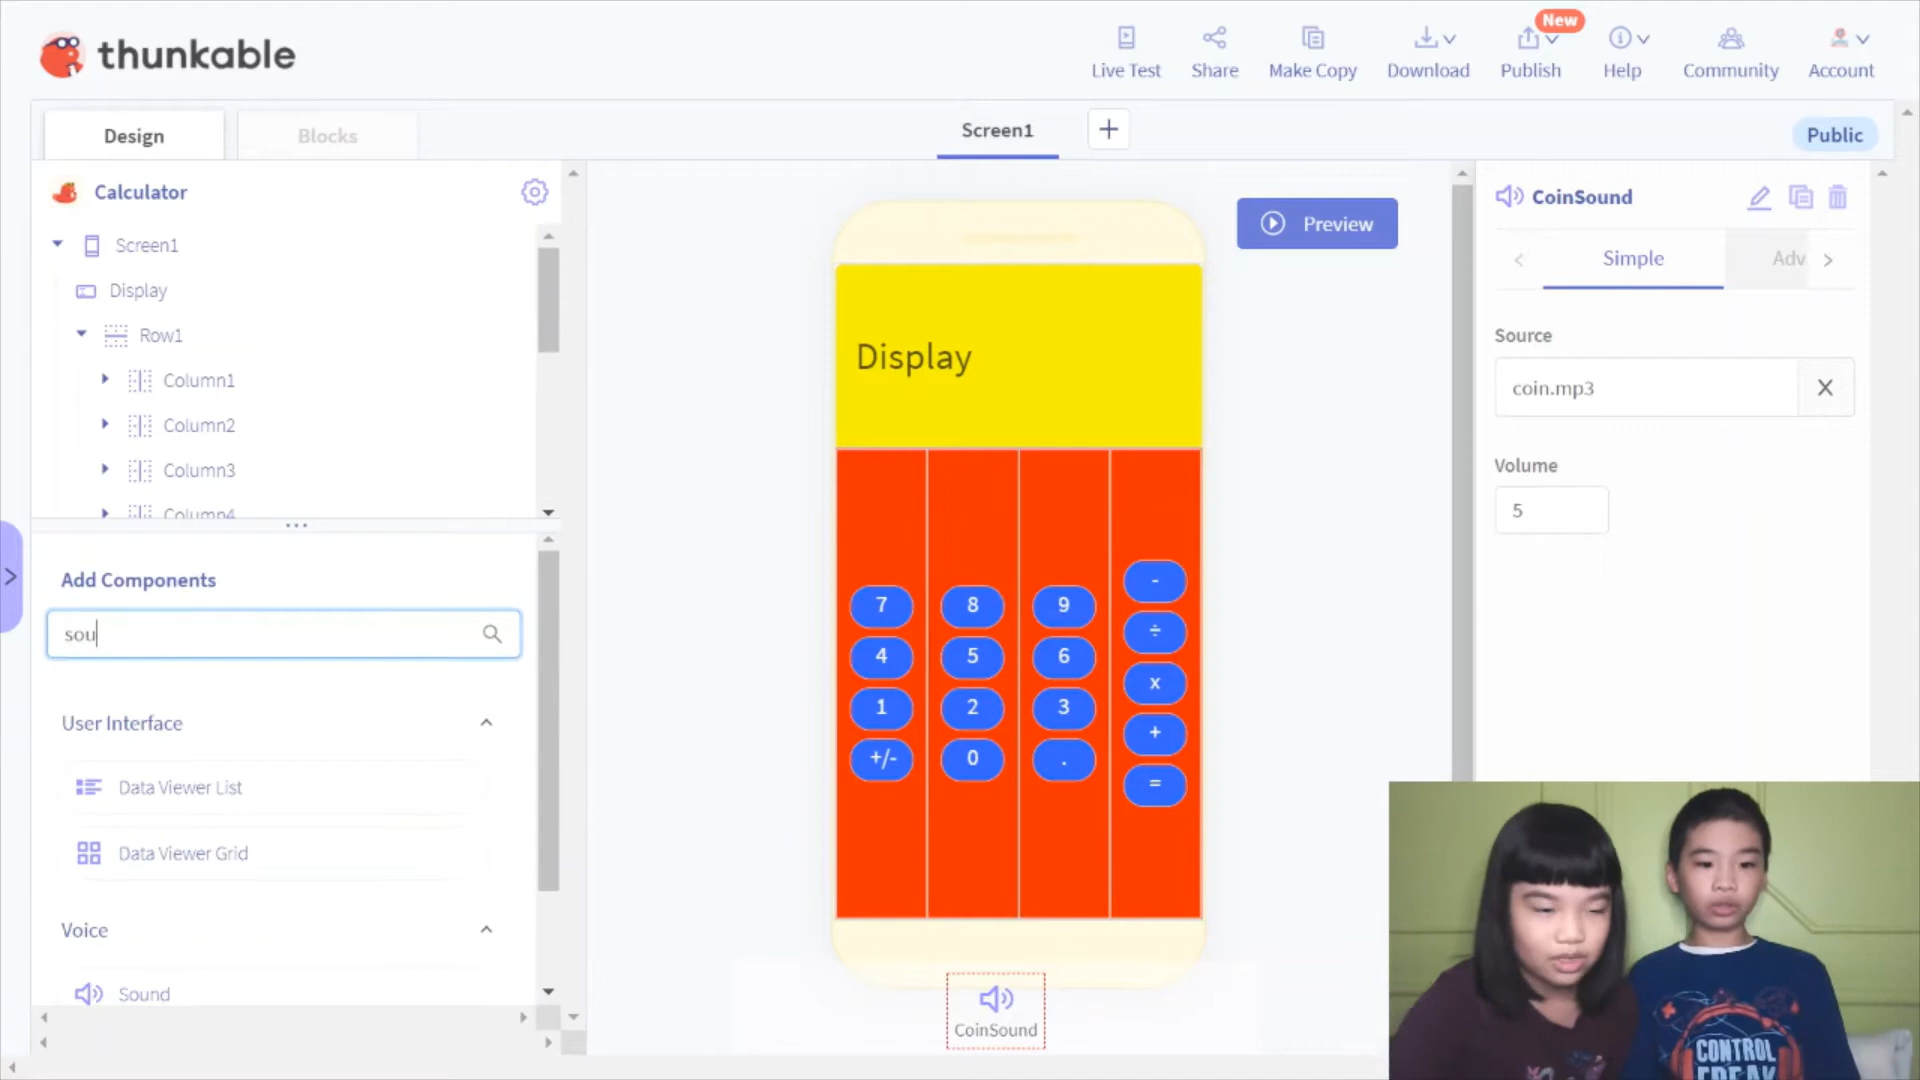 thunkable
New
Live Test
Share
Make Copy
Download
Publish
Help
Community
Account
Design
Blocks
Screen1
+
Public
Calculator
Screen1
Display
Row1
Column1
Column2
Column3
Column4
Add Components
sou
User Interface
Data Viewer List
Data Viewer Grid
Voice
Sound
Preview
Display
7 8 9 -
÷
4 5 6
x
1 2 3
+
+/- 0 .
=
CoinSound
CoinSound
Simple
Adv
Source
coin.mp3 X
Volume
5
CONTROL
FREAK